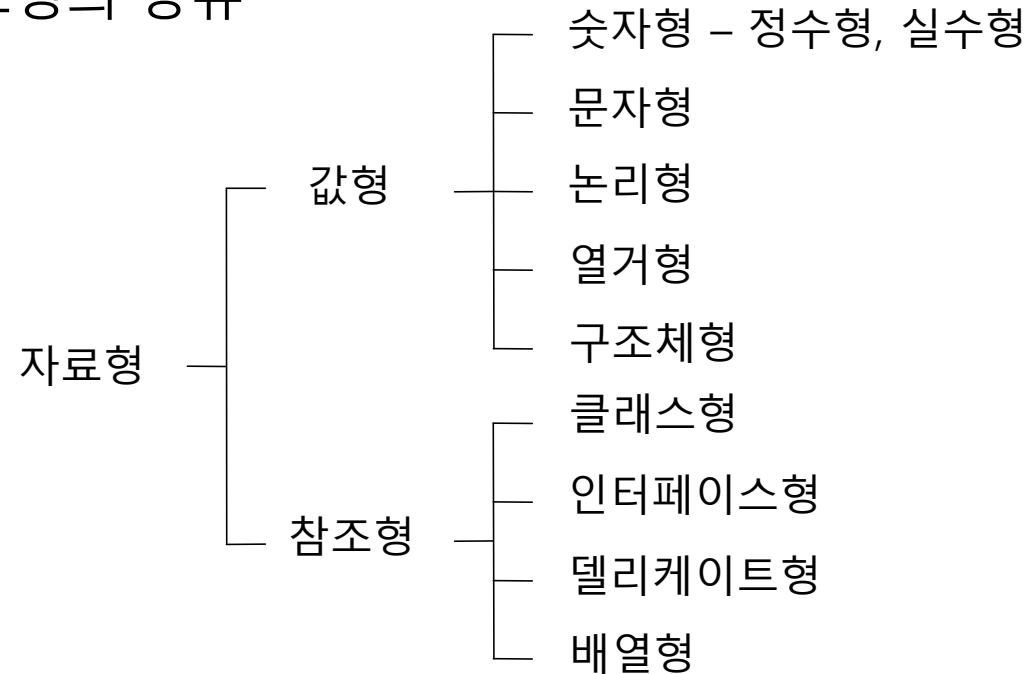 숫자형 – 정수형, 실수형
문자형
값형
논리형
열거형
구조체형
자료형
클래스형
인터페이스형
참조형
델리케이트형
배열형